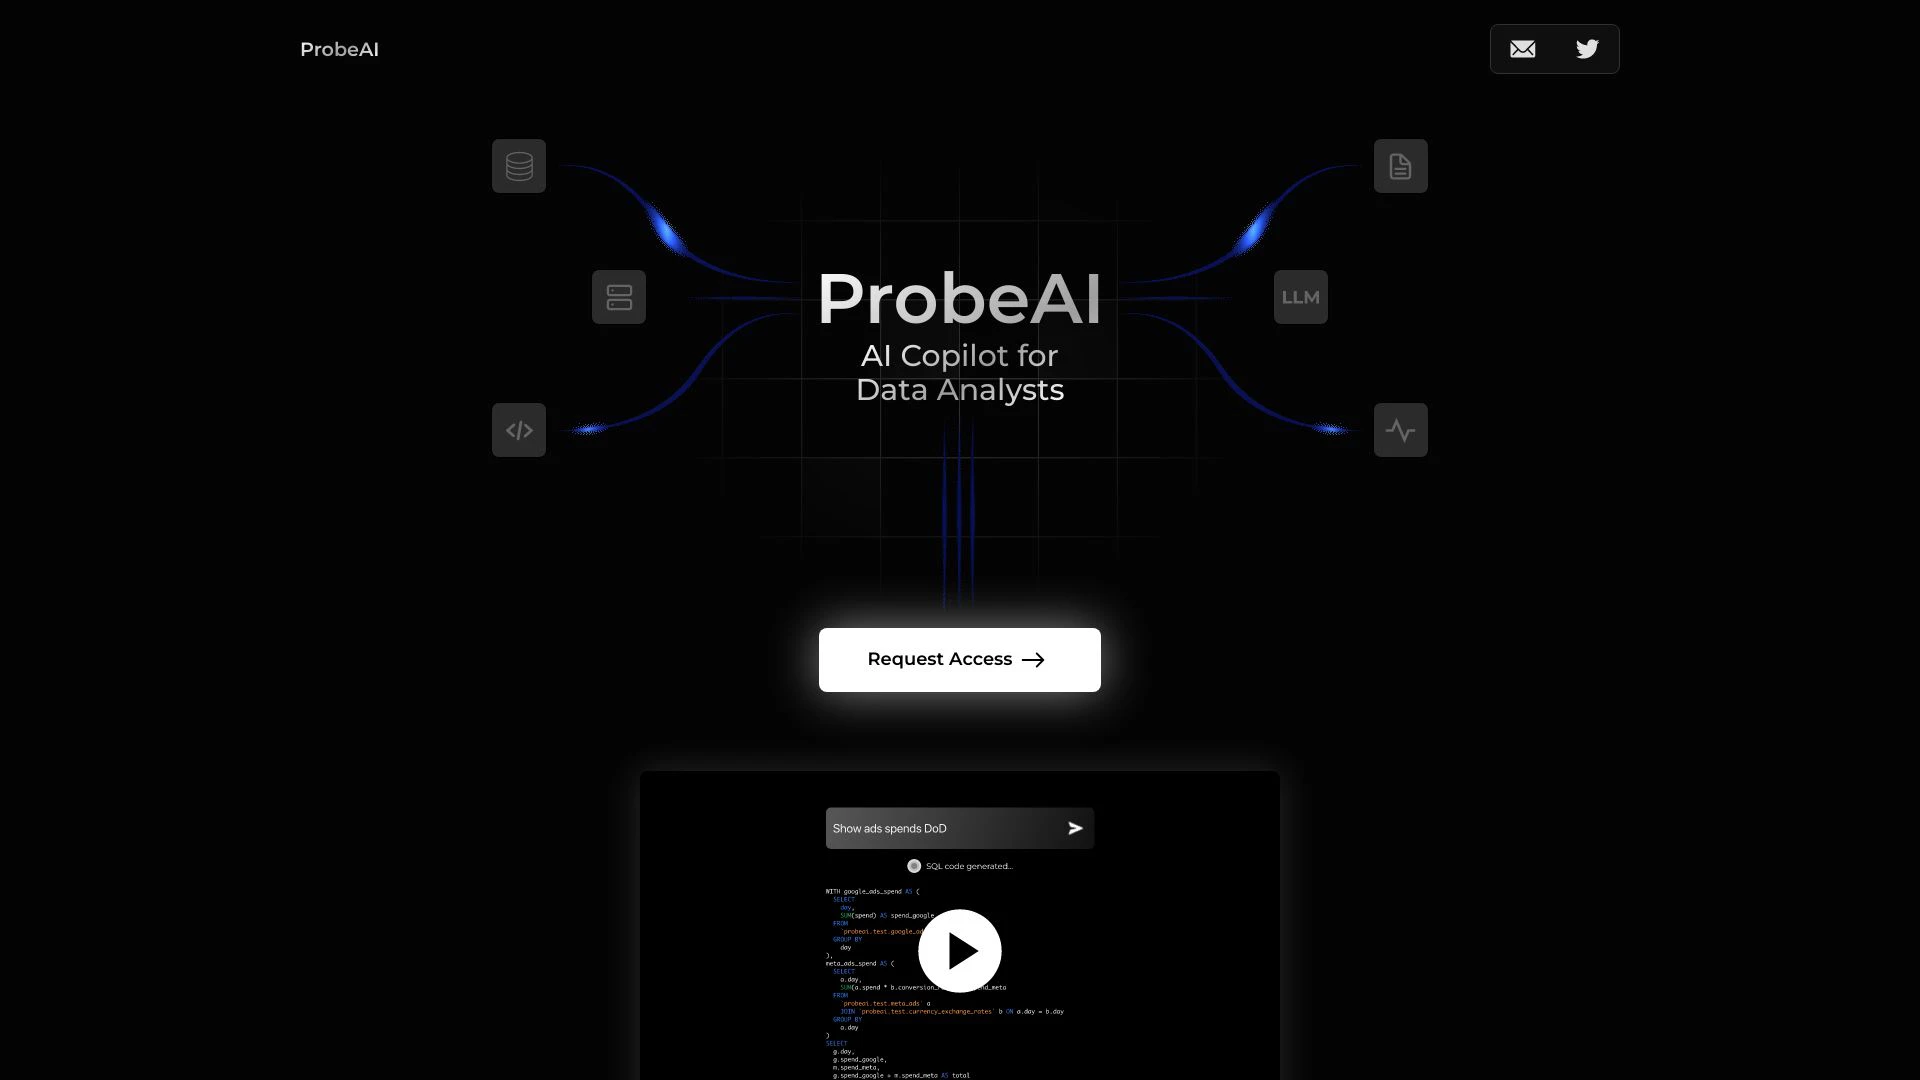 ProbeAI
ProbeAI
AI Copilot for
Data Analysts
LLM
Request Access
Show ads spends DoD
SQL code generated...
WITH google_ads_spend AS (
SELECT
day,
SUM(spend) AS spend_google
FROM
`probeai.test.google_ad
GROUP BY
day
),
meta_ads_spend AS (
SELECT
a.day,
SUM(a.spend * b.conversion_ nd_meta
FROM
`probeai.test.meta_ads` a
JOIN `probeai.test.currency_exchange_rates` b ON a.day = b.day
GROUP BY
a.day
)
SELECT
g.day,
g.spend_google,
m.spend_meta,
g.spend_google + m.spend_meta AS total